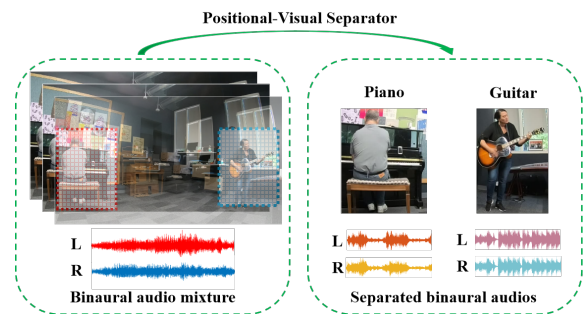 Positional-Visual Separator
Piano
Guitar
L
R
Binaural audio mixture
L
R
L
R
Separated binaural audios